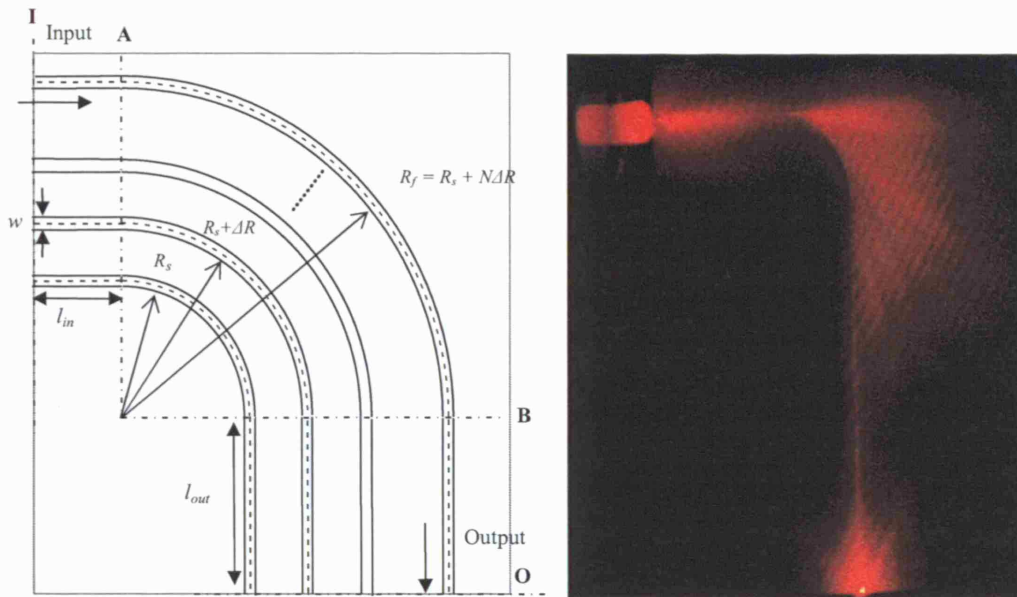 I
Input
A
R_f = R_s + NΔR
w
R_s+ΔR
R_s
l_in
B
l_out
Output
O